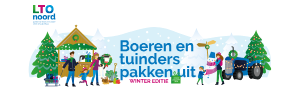 LTO
noord
Boeren en
tuinders
pakken uit
WINTER EDITIE